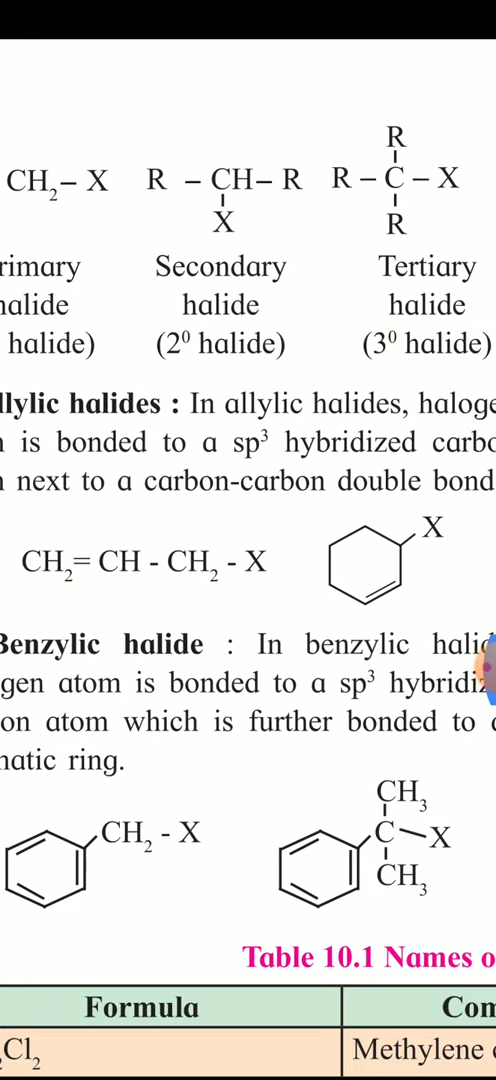 R
CH2– X R – CH– R R – C – X
X R
rimary Secondary Tertiary
halide halide halide
halide) (2⁰ halide) (3⁰ halide)
llylic halides : In allylic halides, haloge
is bonded to a sp³ hybridized carbo
next to a carbon-carbon double bond
X
CH2= CH - CH2 - X
Benzylic halide : In benzylic halid
gen atom is bonded to a sp³ hybridiz
on atom which is further bonded to
matic ring.
CH3
CH2 - X C – X
CH3
Table 10.1 Names o
Formula Com
Cl2 Methylene